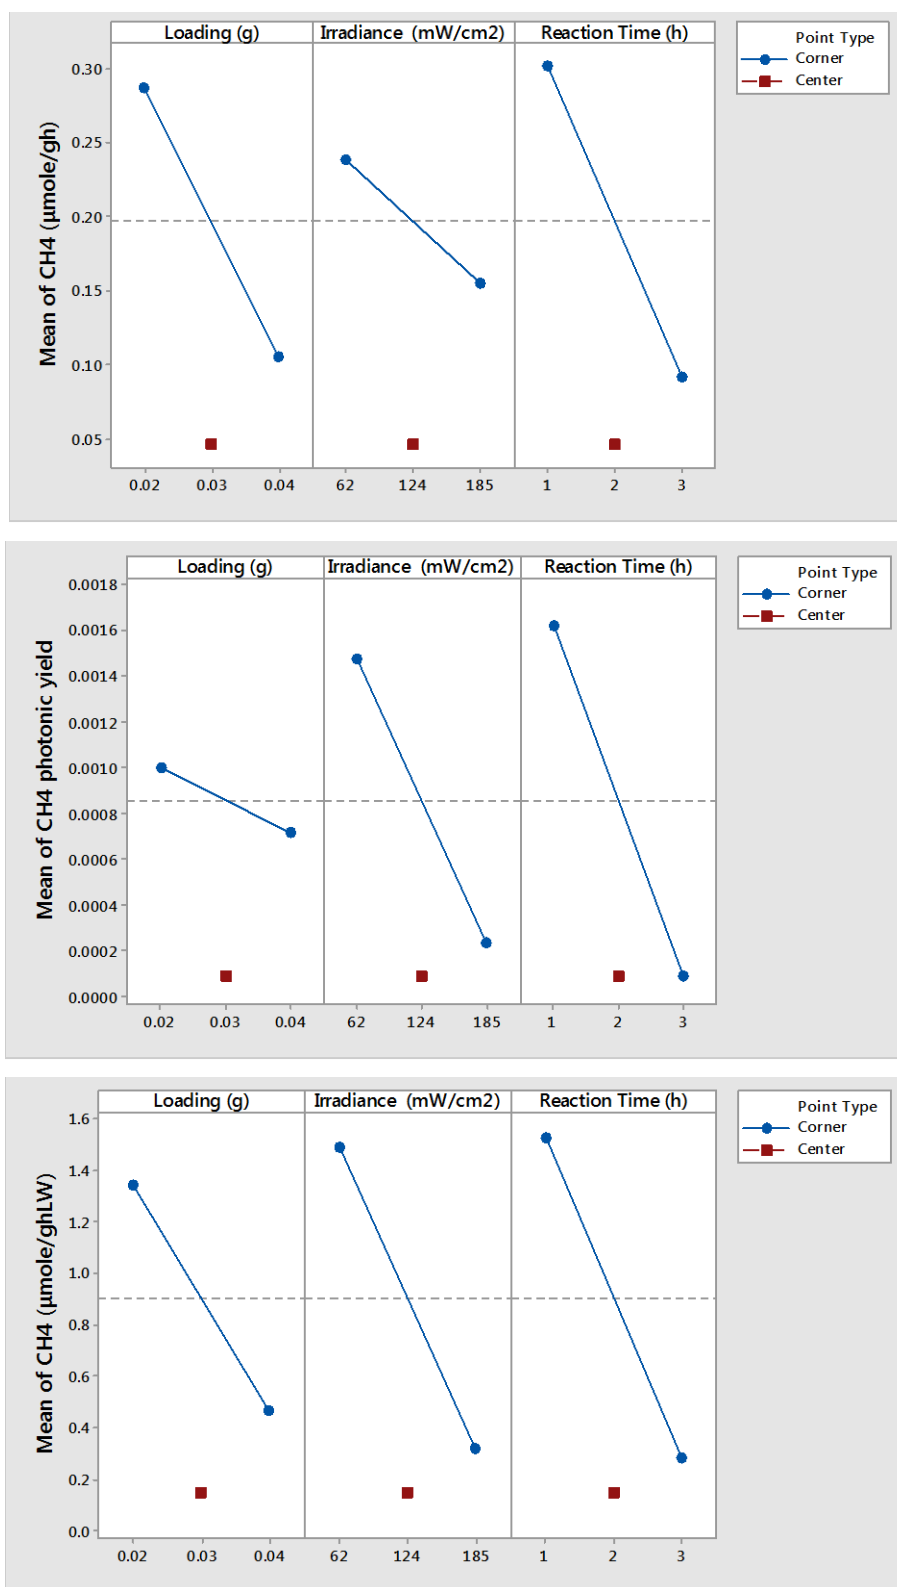 Loading (g) Irradiance (mW/cm2) Reaction Time (h)
Point Type
Corner
Center
Mean of CH4 (µmole/gh)
0.30
0.25
0.20
0.15
0.10
0.05
0.02 0.03 0.04 62 124 185 1 2 3
Loading (g) Irradiance (mW/cm2) Reaction Time (h)
Point Type
Corner
Center
Mean of CH4 photonic yield
0.0018
0.0016
0.0014
0.0012
0.0010
0.0008
0.0006
0.0004
0.0002
0.0000
0.02 0.03 0.04 62 124 185 1 2 3
Loading (g) Irradiance (mW/cm2) Reaction Time (h)
Point Type
Corner
Center
Mean of CH4 (µmole/ghLW)
1.6
1.4
1.2
1.0
0.8
0.6
0.4
0.2
0.0
0.02 0.03 0.04 62 124 185 1 2 3